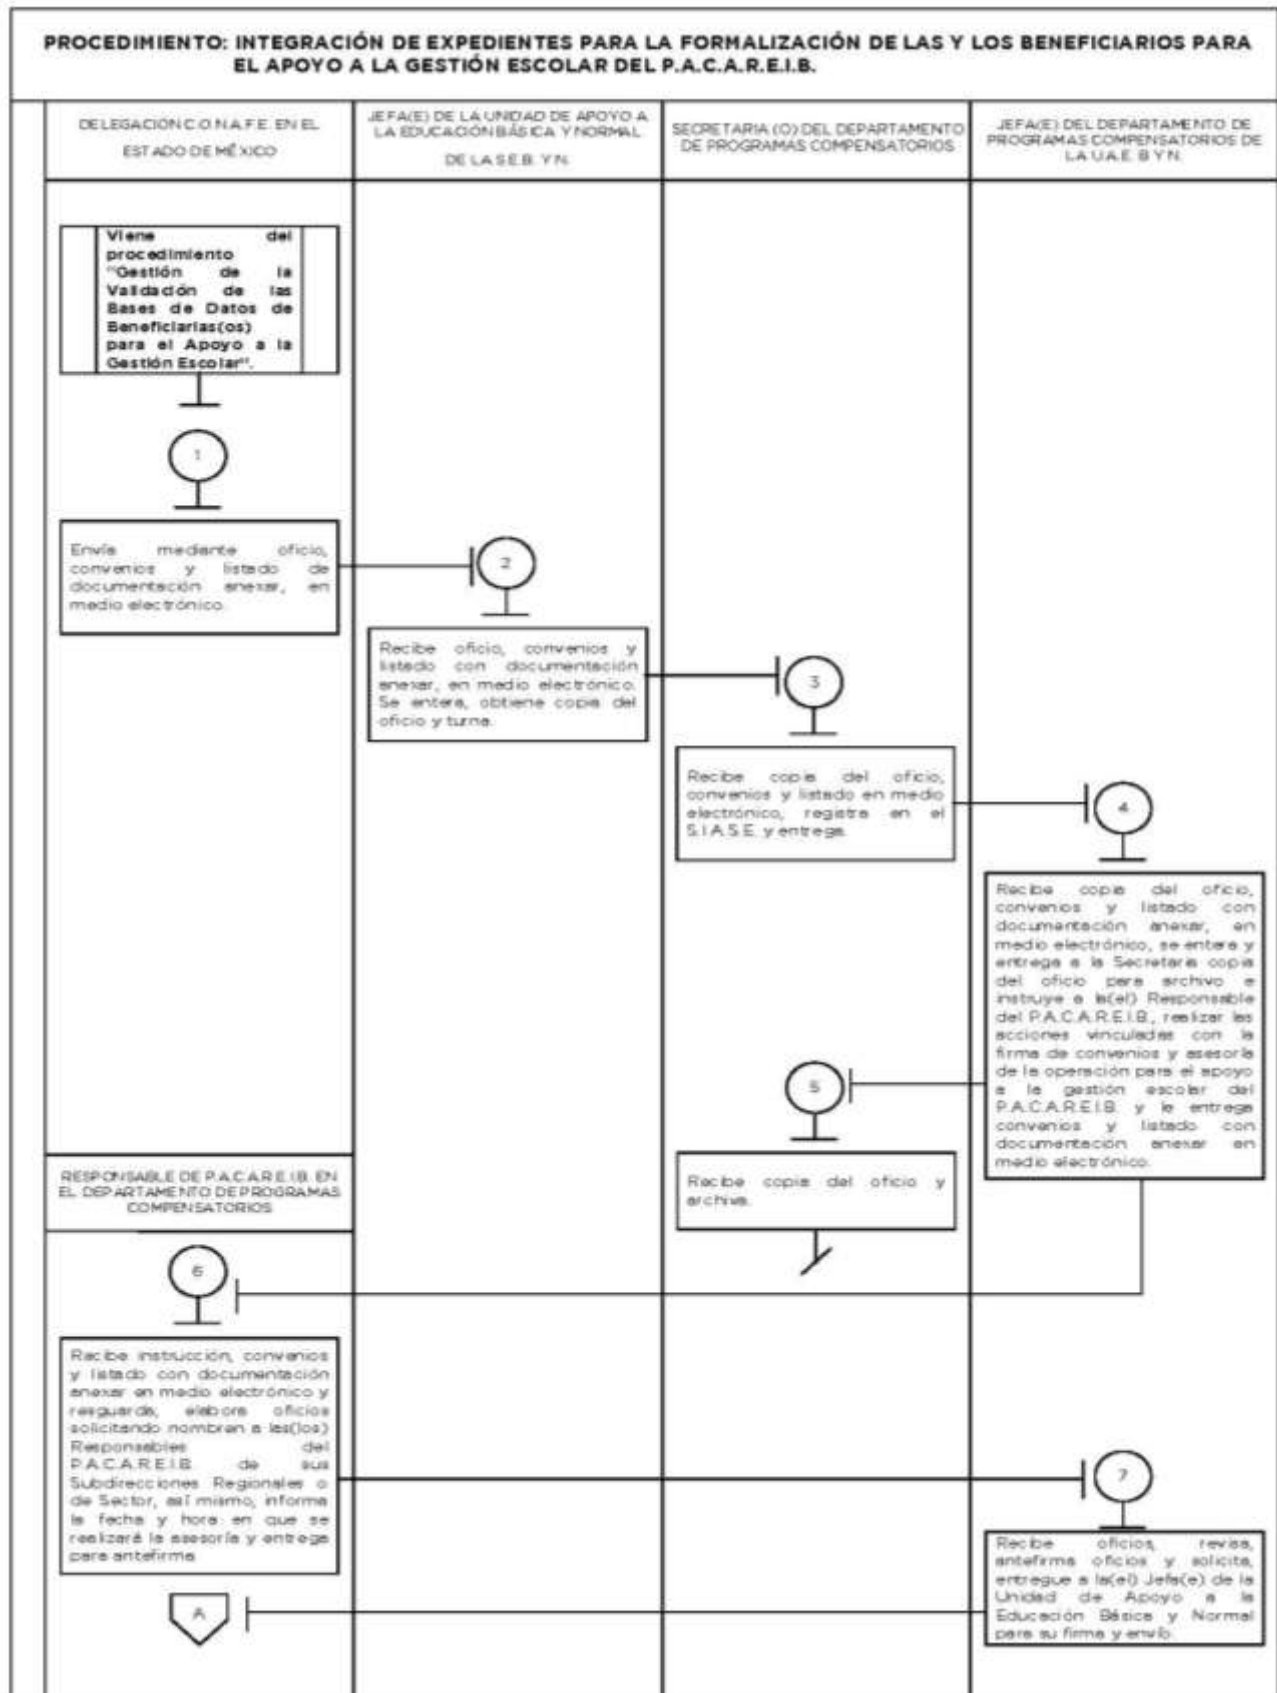 PROCEDIMIENTO: INTEGRACIÓN DE EXPEDIENTES PARA LA FORMALIZACIÓN DE LAS Y LOS BENEFICIARIOS PARA
EL APOYO A LA GESTIÓN ESCOLAR DEL P.A.C.A.R.E.I.B.
DELEGACIÓN C.O.N.A.F.E. EN EL
ESTADO DE MÉXICO
JEFA(E) DE LA UNIDAD DE APOYO A
LA EDUCACIÓN BÁSICA Y NORMAL
DE LA S.E.B. Y N.
SECRETARIA (O) DEL DEPARTAMENTO
DE PROGRAMAS COMPENSATORIOS
JEFA(E) DEL DEPARTAMENTO DE
PROGRAMAS COMPENSATORIOS DE
LA U.A.E. B Y N.
Viene del
procedimiento
"Gestión de la
Validación de las
Bases de Datos de
Beneficiarias(os)
para el Apoyo a la
Gestión Escolar".
1
Envía mediante oficio,
convenios y listado de
documentación anexar, en
medio electrónico.
2
Recibe oficio, convenios y
listado con documentación
anexar, en medio electrónico.
Se entera, obtiene copia del
oficio y turna.
3
Recibe copia del oficio,
convenios y listado en medio
electrónico, registra en el
S.I.A.S.E. y entrega.
4
Recibe copia del oficio,
convenios y listado con
documentación anexar, en
medio electrónico, se entera y
entrega a la Secretaria copia
del oficio para archivo e
instruye a la(el) Responsable
del P.A.C.A.R.E.I.B., realizar las
acciones vinculadas con la
firma de convenios y asesoría
de la operación para el apoyo
a la gestión escolar del
P.A.C.A.R.E.I.B. y le entrega
convenios y listado con
documentación anexar en
medio electrónico.
5
Recibe copia del oficio y
archiva.
RESPONSABLE DE P.A.C.A.R.E.I.B. EN
EL DEPARTAMENTO DE PROGRAMAS
COMPENSATORIOS
6
Recibe instrucción, convenios
y listado con documentación
anexar en medio electrónico y
resguarda, elabora oficios
solicitando nombren a las(los)
Responsables del
P.A.C.A.R.E.I.B. de sus
Subdirecciones Regionales o
de Sector, así mismo, informa
la fecha y hora en que se
realizará la asesoría y entrega
para antefirma.
7
Recibe oficios, revisa,
antefirma oficios y solicita,
entregue a la(el) Jefa(e) de la
Unidad de Apoyo a la
Educación Básica y Normal
para su firma y envío.
A